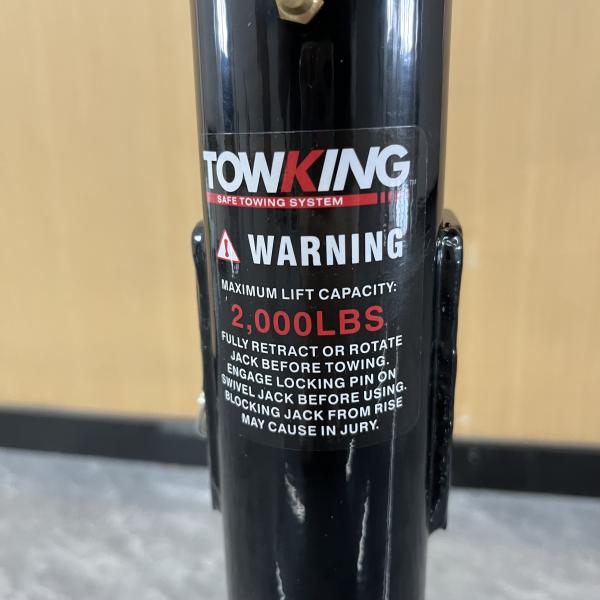 TOWKING™
SAFE TOWING SYSTEM
WARNING
MAXIMUM LIFT CAPACITY:
2,000LBS
FULLY RETRACT OR ROTATE
JACK BEFORE TOWING.
ENGAGE LOCKING PIN ON
SWIVEL JACK BEFORE USING.
BLOCKING JACK FROM RISE
MAY CAUSE IN JURY.